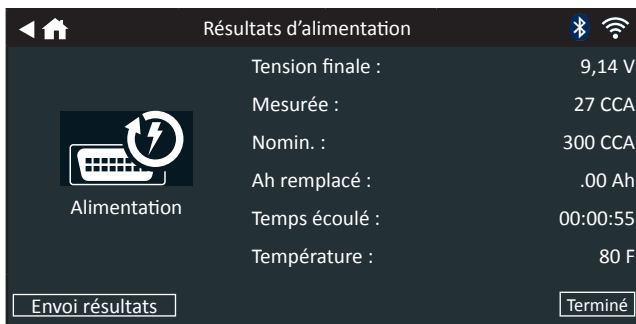 Résultats d’alimentation
Tension finale : 9,14 V
Mesurée : 27 CCA
Nomin. : 300 CCA
Ah remplacé : .00 Ah
Alimentation
Temps écoulé : 00:00:55
Température : 80 F
Envoi résultats
Terminé